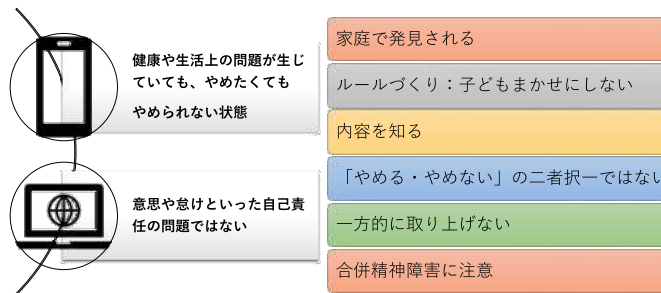 健康や生活上の問題が生じ
ていても、やめたくても
やめられない状態
意思や怠けといった自己責
任の問題ではない
家庭で発見される
ルールづくり：子どもまかせにしない
内容を知る
「やめる・やめない」の二者択一ではない
一方的に取り上げない
合併精神障害に注意